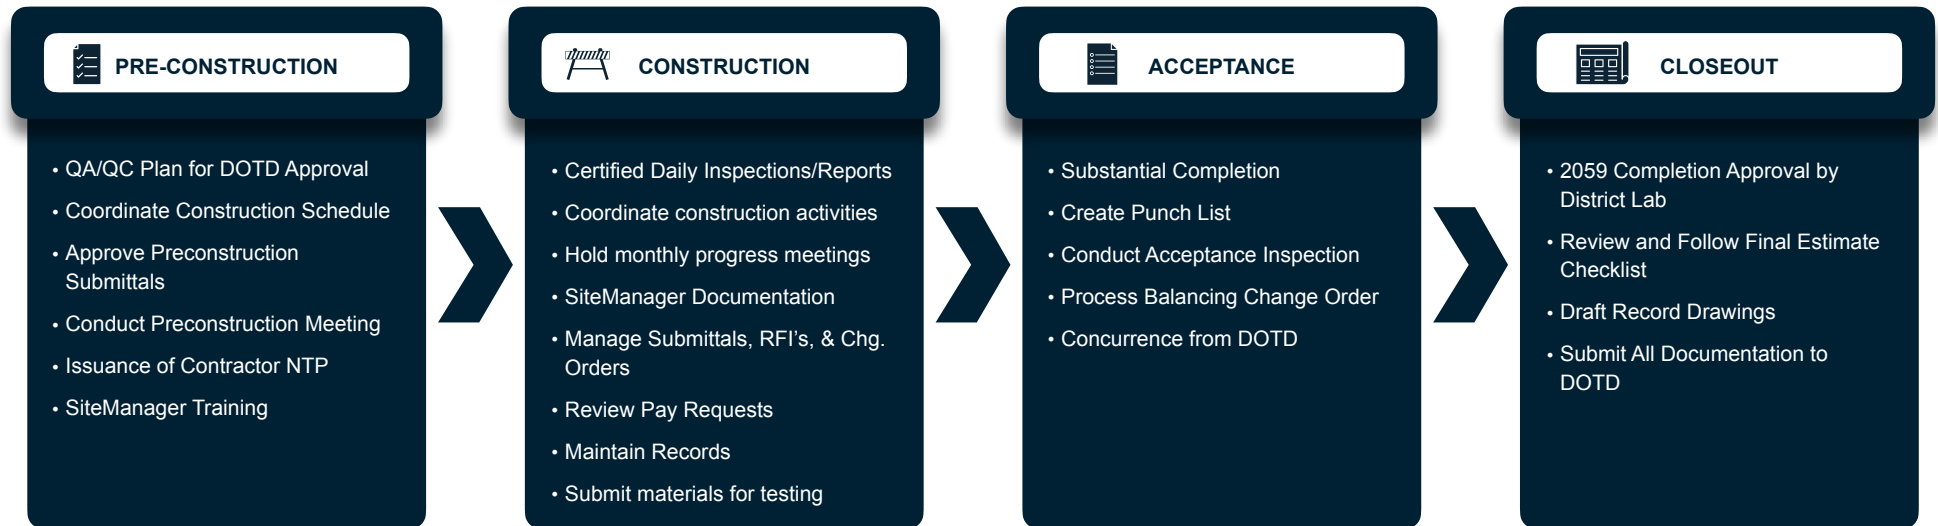 PRE-CONSTRUCTION
• QA/QC Plan for DOTD Approval
• Coordinate Construction Schedule
• Approve Preconstruction
Submittals
• Conduct Preconstruction Meeting
• Issuance of Contractor NTP
• SiteManager Training
CONSTRUCTION
• Certified Daily Inspections/Reports
• Coordinate construction activities
• Hold monthly progress meetings
• SiteManager Documentation
• Manage Submittals, RFI's, & Chg.
Orders
• Review Pay Requests
• Maintain Records
• Submit materials for testing
ACCEPTANCE
• Substantial Completion
• Create Punch List
• Conduct Acceptance Inspection
• Process Balancing Change Order
• Concurrence from DOTD
CLOSEOUT
• 2059 Completion Approval by
District Lab
• Review and Follow Final Estimate
Checklist
• Draft Record Drawings
• Submit All Documentation to
DOTD